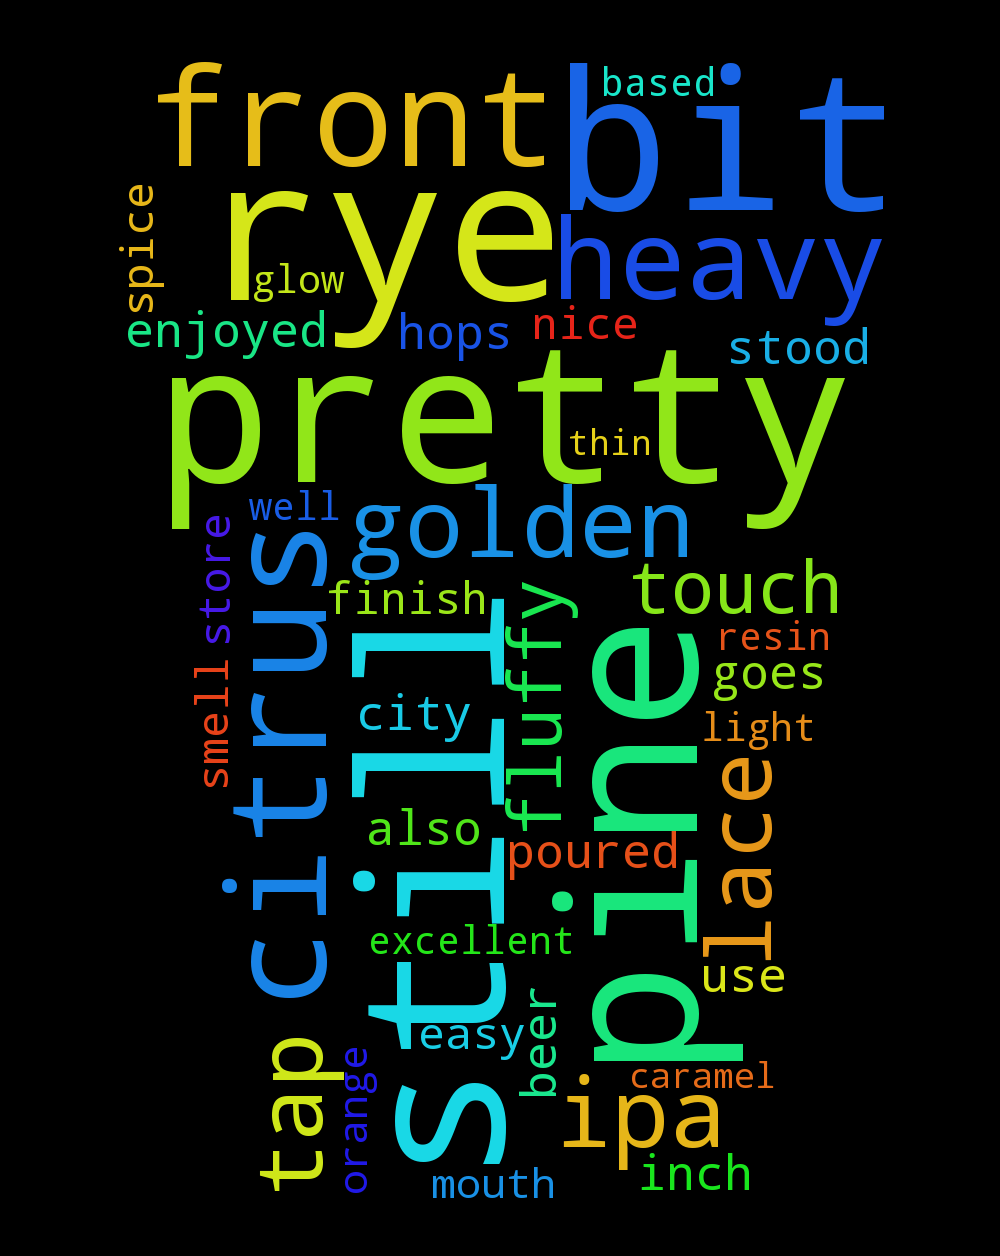 front
bit
based
rye
spice
glow
heavy
enjoyed
hops
nice
stood
pretty
thin
well
golden
store
citrus
finish
fluffy
touch
still
pine
resin
goes
smell
city
light
lace
also
poured
excellent
use
tap
easy
beer
orange
caramel
ipa
mouth
inch